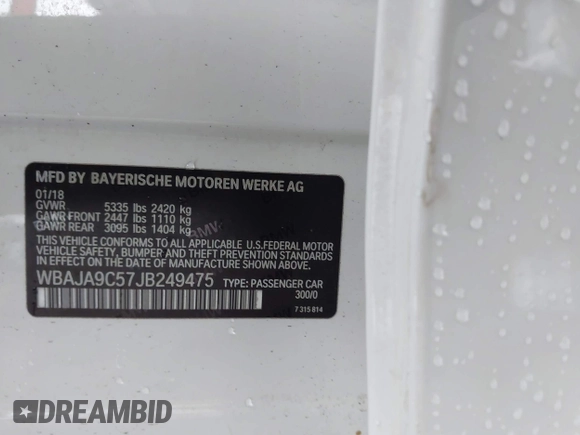 MFD BY BAYERISCHE MOTOREN WERKE AG
01/18
GVWR 5335 lbs 2420 kg
GAWR FRONT 2447 lbs 1110 kg
GAWR REAR 3095 lbs 1404 kg
THIS VEHICLE CONFORMS TO ALL APPLICABLE U.S.FEDERAL MOTOR
VEHICLE SAFETY, BUMPER, AND THEFT PREVENTION STANDARDS
IN EFFECT ON THE DATE OF MANUFACTURE SHOWN ABOVE.
WBAJA9C57JB249475 TYPE: PASSENGER CAR
300/0
7 315 814
DREAMBID